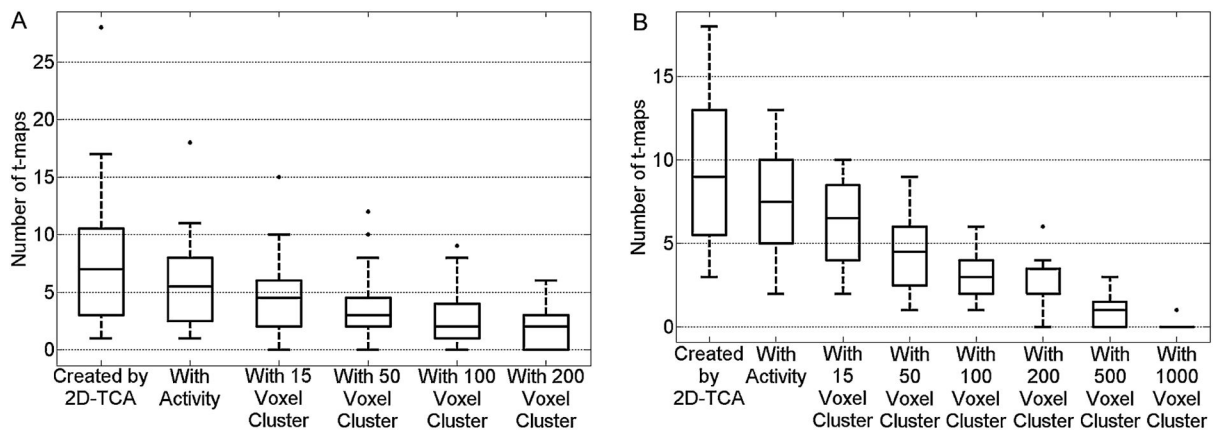 A
Number of t-maps
25
20
15
10
5
0
Created by
2D-TCA
With
Activity
With 15
Voxel
Cluster
With 50
Voxel
Cluster
With 100
Voxel
Cluster
With 200
Voxel
Cluster
B
Number of t-maps
15
10
5
0
Created
by
2D-TCA
With
Activity
With
15
Voxel
Cluster
With
50
Voxel
Cluster
With
100
Voxel
Cluster
With
200
Voxel
Cluster
With
500
Voxel
Cluster
With
1000
Voxel
Cluster